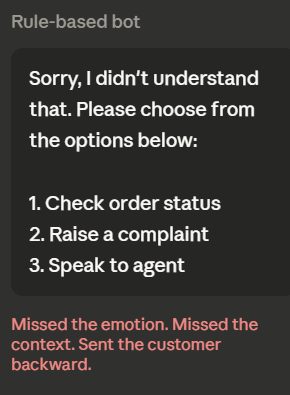 Rule-based bot
Sorry, I didn't understand
that. Please choose from
the options below:
1. Check order status
2. Raise a complaint
3. Speak to agent
Missed the emotion. Missed the
context. Sent the customer
backward.